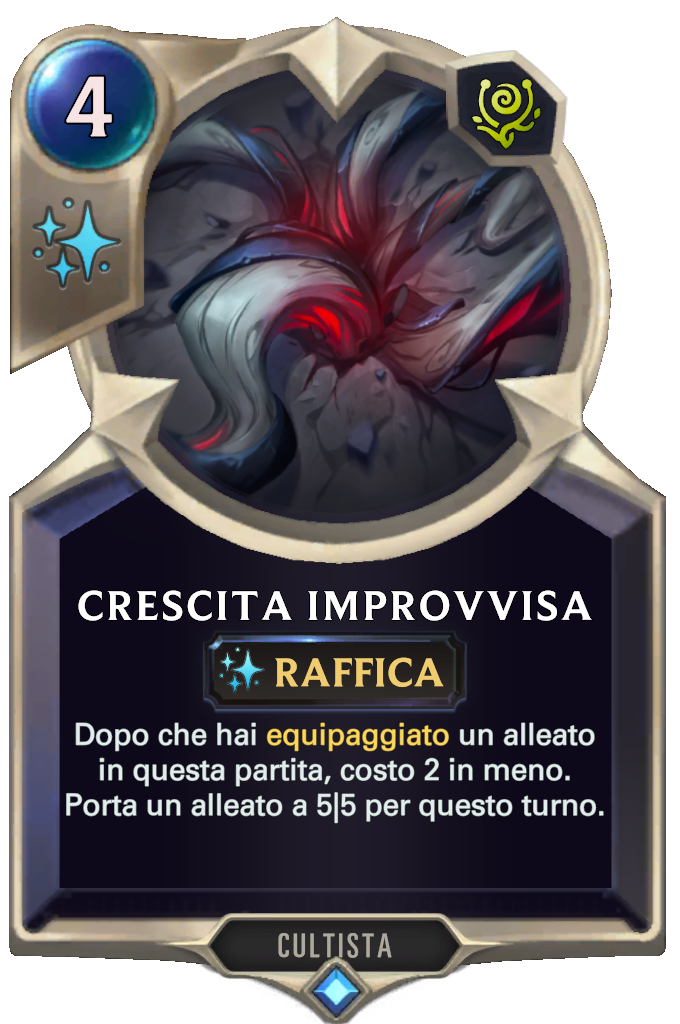 4
CRESCITA IMPROVVISA
RAFFICA
Dopo che hai equipaggiato un alleato
in questa partita, costo 2 in meno.
Porta un alleato a 5|5 per questo turno.
CULTISTA